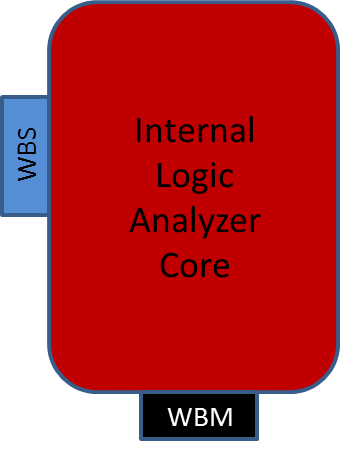 WBS
Internal
Logic
Analyzer
Core
WBM